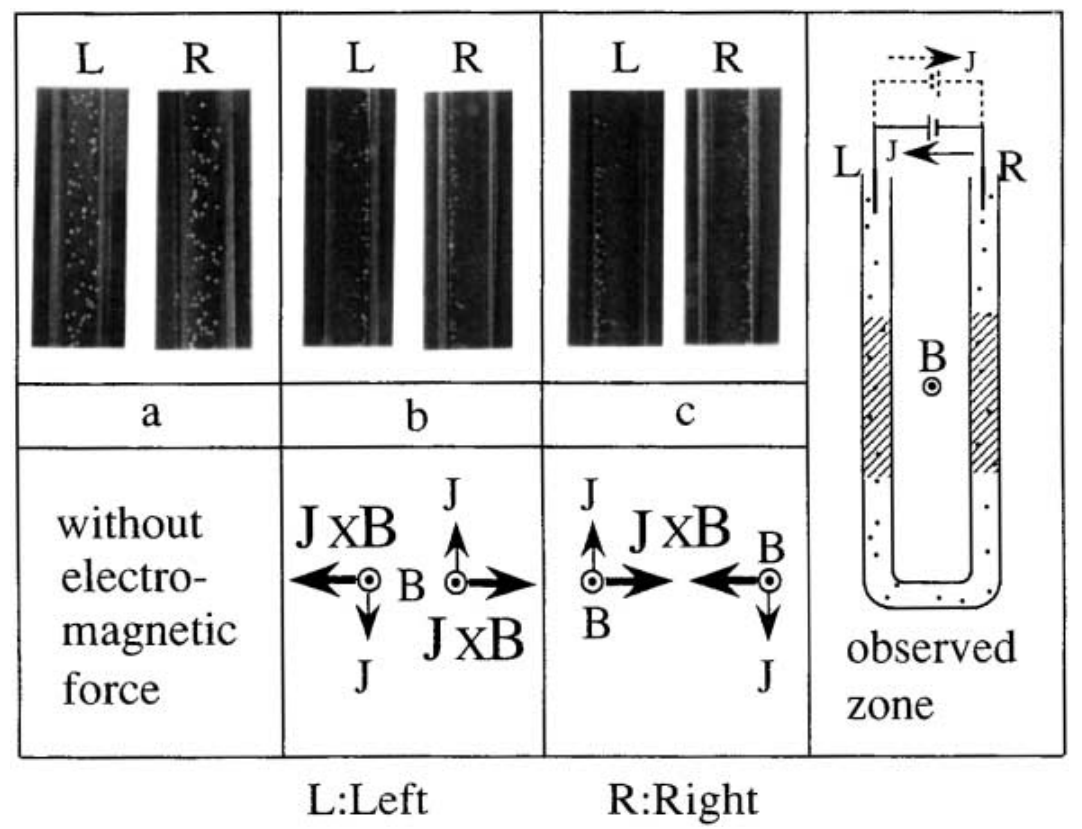 L R
L R
L R
J
J
L R
B
a
b
c
without
electro-
magnetic
force
J
JXB
B
JXB
J
J
JXB
B
B
J
observed
zone
L:Left R:Right